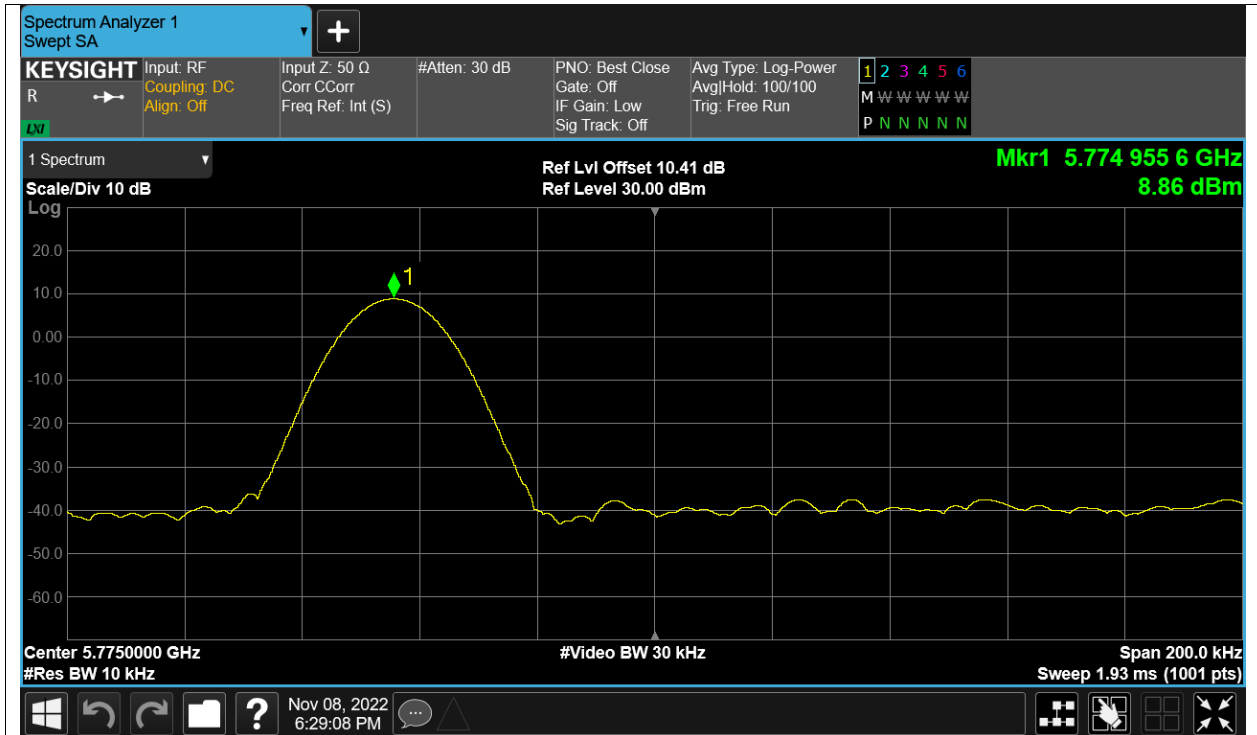 Spectrum Analyzer 1
Swept SA
KEYSIGHT
R
LXI
Input: RF
Coupling: DC
Align: Off
Input Z: 50 Ω
Corr CCorr
Freq Ref: Int (S)
#Atten: 30 dB
PNO: Best Close
Gate: Off
IF Gain: Low
Sig Track: Off
Avg Type: Log-Power
Avg|Hold: 100/100
Trig: Free Run
1 2 3 4 5 6
M W W W W W
P N N N N N
1 Spectrum
Scale/Div 10 dB
Log
Ref Lvl Offset 10.41 dB
Ref Level 30.00 dBm
Mkr1 5.774 955 6 GHz
8.86 dBm
1
20.0
10.0
0.00
-10.0
-20.0
-30.0
-40.0
-50.0
-60.0
Center 5.7750000 GHz
#Video BW 30 kHz
Span 200.0 kHz
#Res BW 10 kHz
Sweep 1.93 ms (1001 pts)
?
Nov 08, 2022
6:29:08 PM